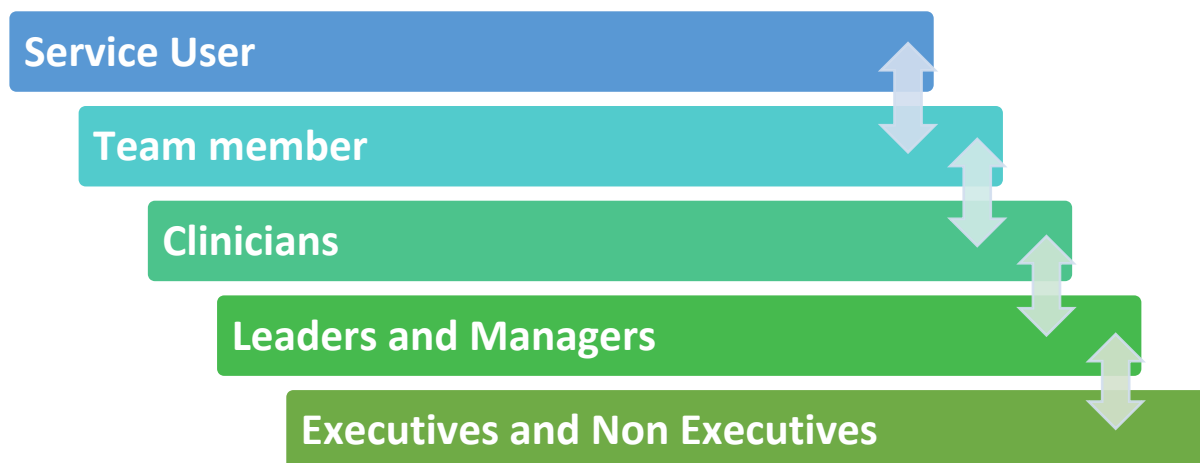 Service User
Team member
Clinicians
Leaders and Managers
Executives and Non Executives